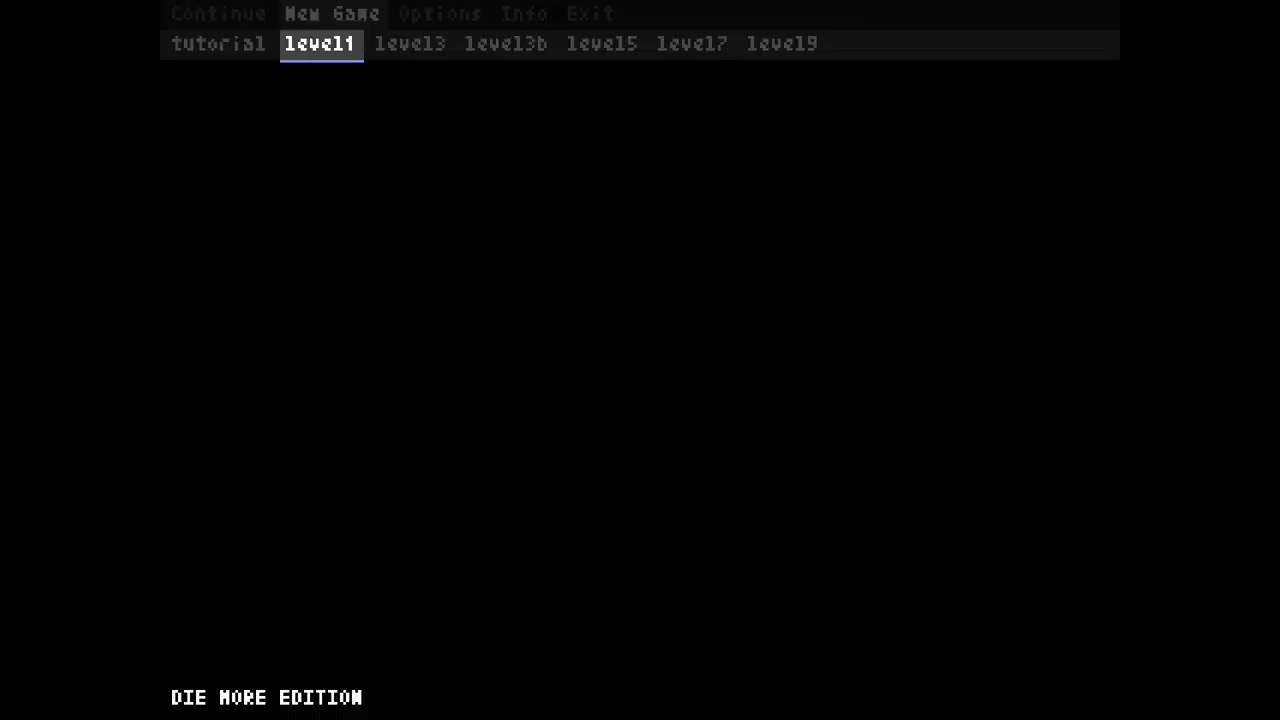 Continue New Game Options Info Exit
tutorial level1 level3 level3b level5 level7 level9
DIE MORE EDITION